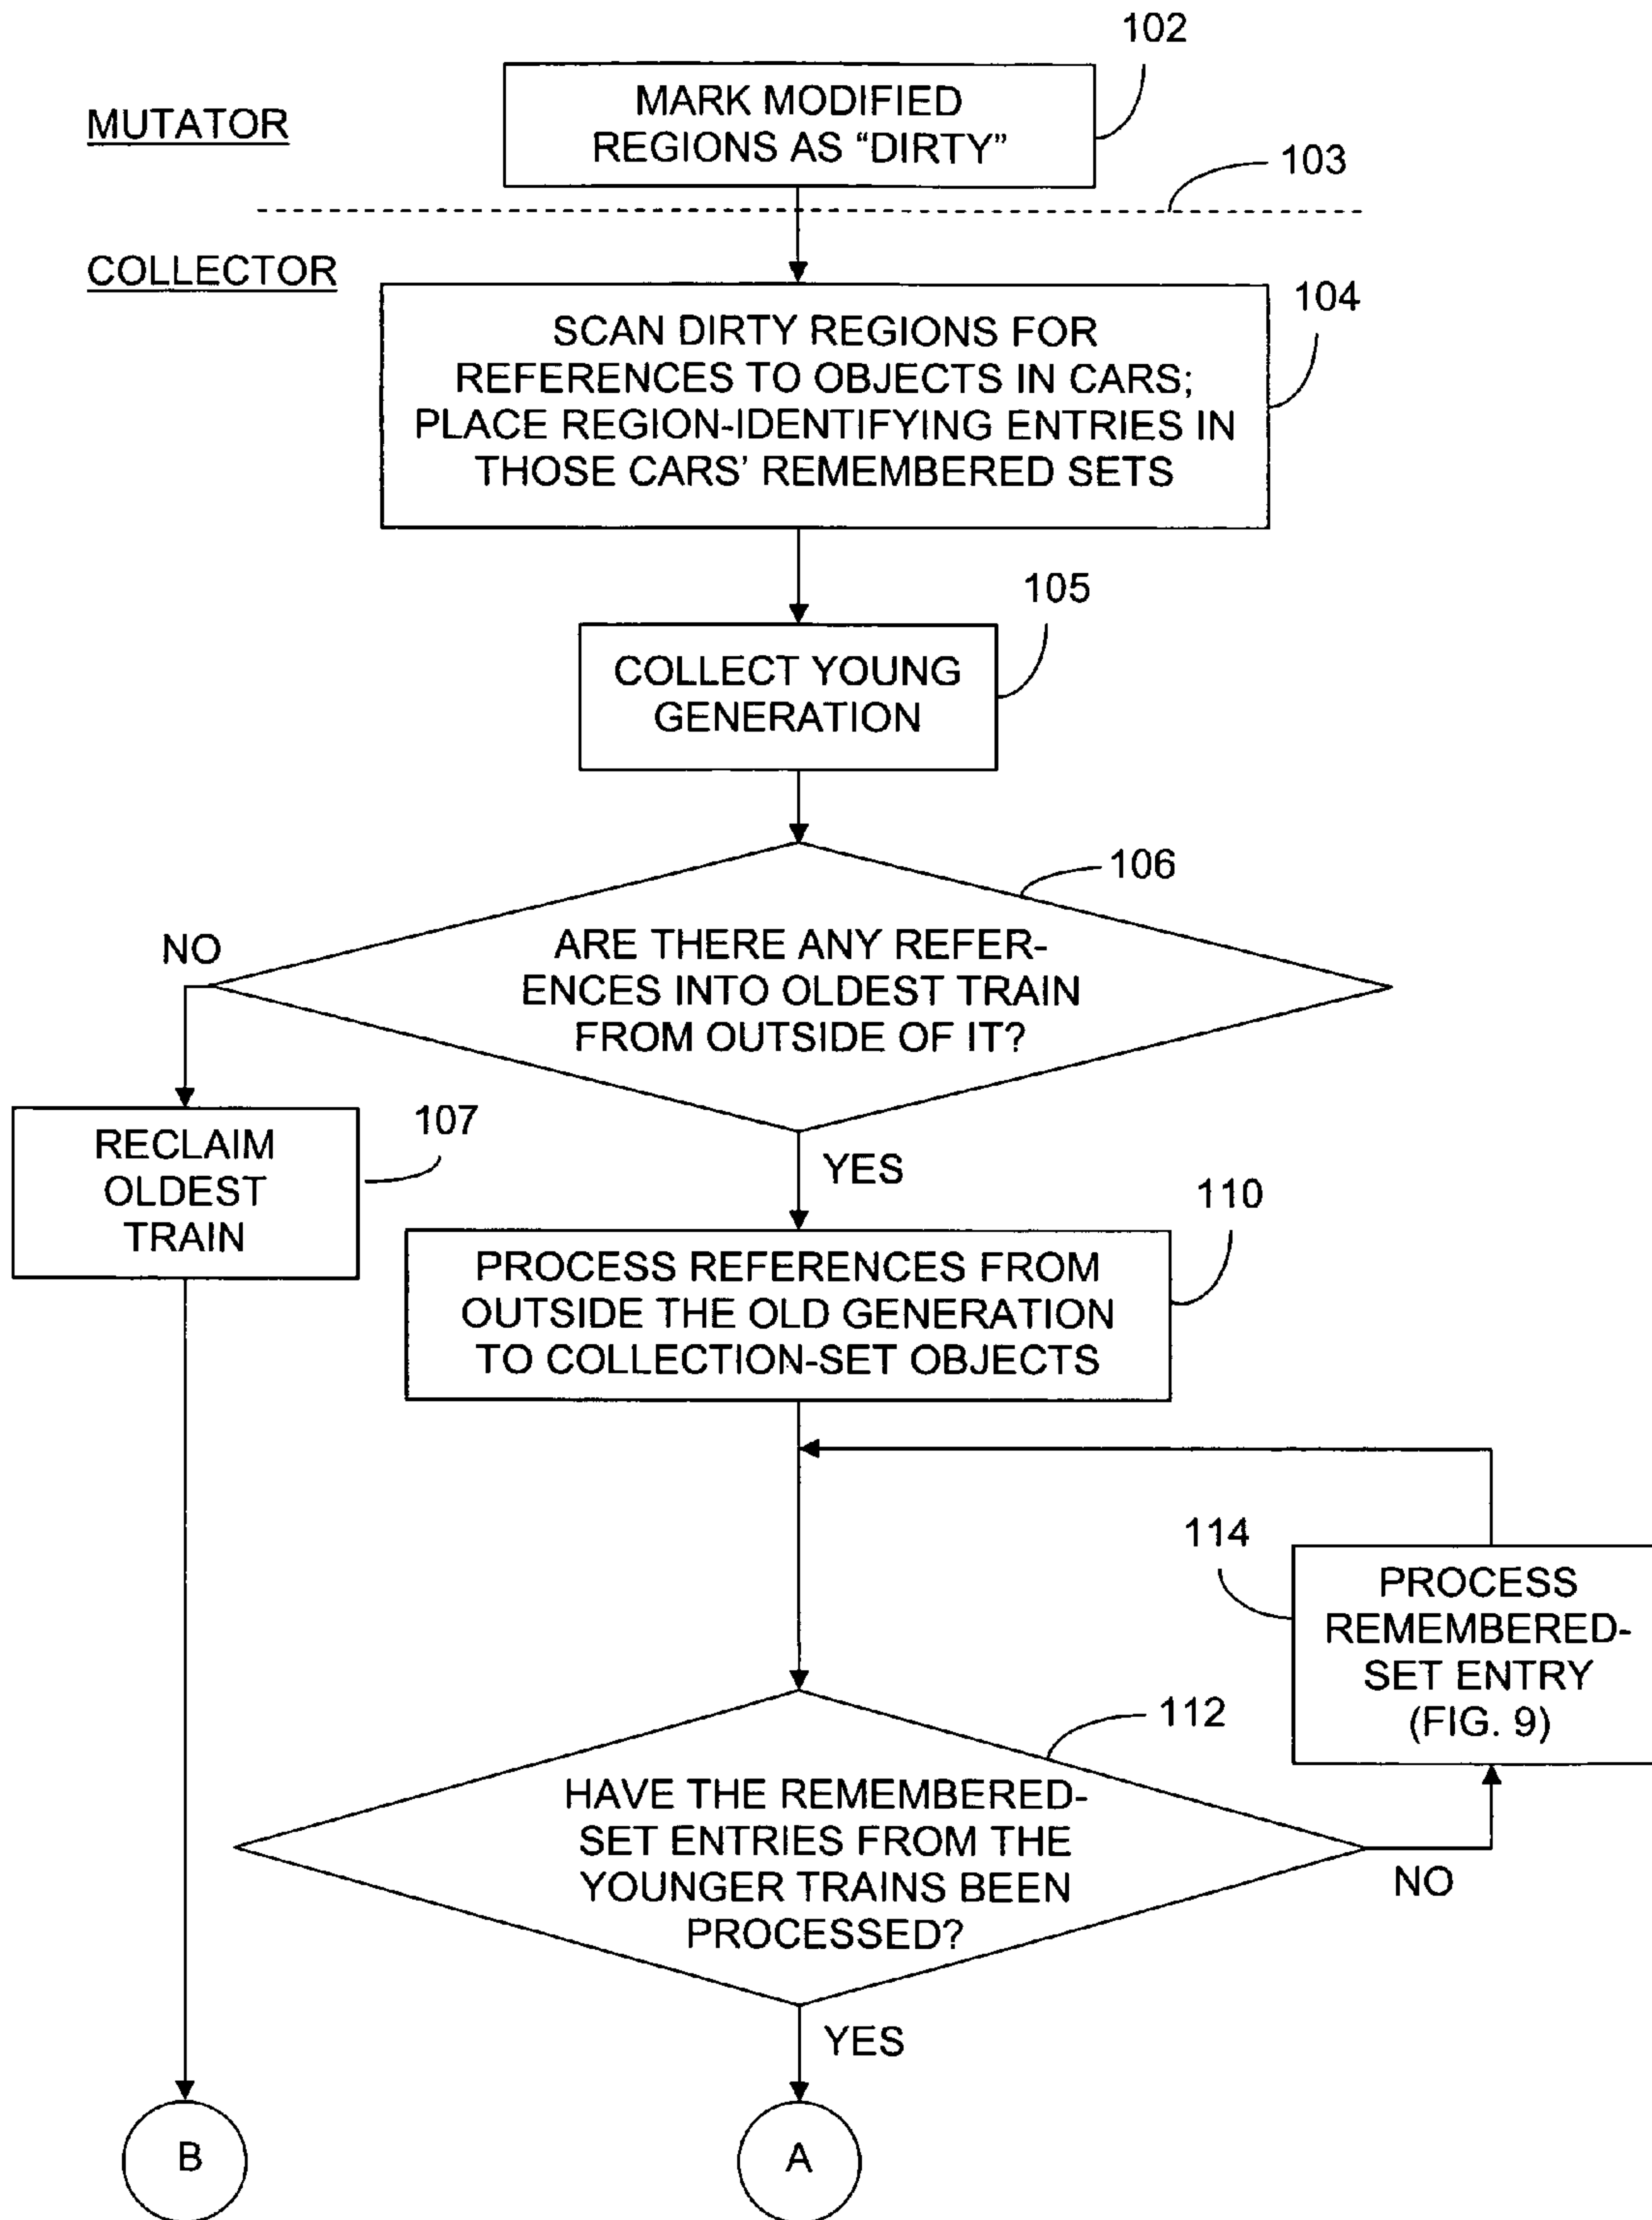 102
MUTATOR
MARK MODIFIED
REGIONS AS “DIRTY”
103
COLLECTOR
104
SCAN DIRTY REGIONS FOR
REFERENCES TO OBJECTS IN CARS;
PLACE REGION-IDENTIFYING ENTRIES IN
THOSE CARS’ REMEMBERED SETS
105
COLLECT YOUNG
GENERATION
106
NO
ARE THERE ANY REFER-
ENCES INTO OLDEST TRAIN
FROM OUTSIDE OF IT?
107
RECLAIM
OLDEST
TRAIN
YES
110
PROCESS REFERENCES FROM
OUTSIDE THE OLD GENERATION
TO COLLECTION-SET OBJECTS
114
PROCESS
REMEMBERED-
SET ENTRY
(FIG. 9)
112
HAVE THE REMEMBERED-
SET ENTRIES FROM THE
YOUNGER TRAINS BEEN
PROCESSED?
NO
YES
B
A